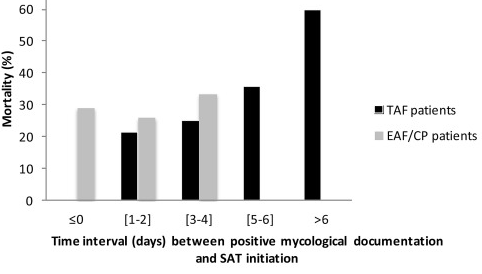 60
50
40
30
20
10
0
Mortality (%)
≤0 [1-2] [3-4] [5-6] >6
Time interval (days) between positive mycological documentation
and SAT initiation
TAF patients
EAF/CP patients